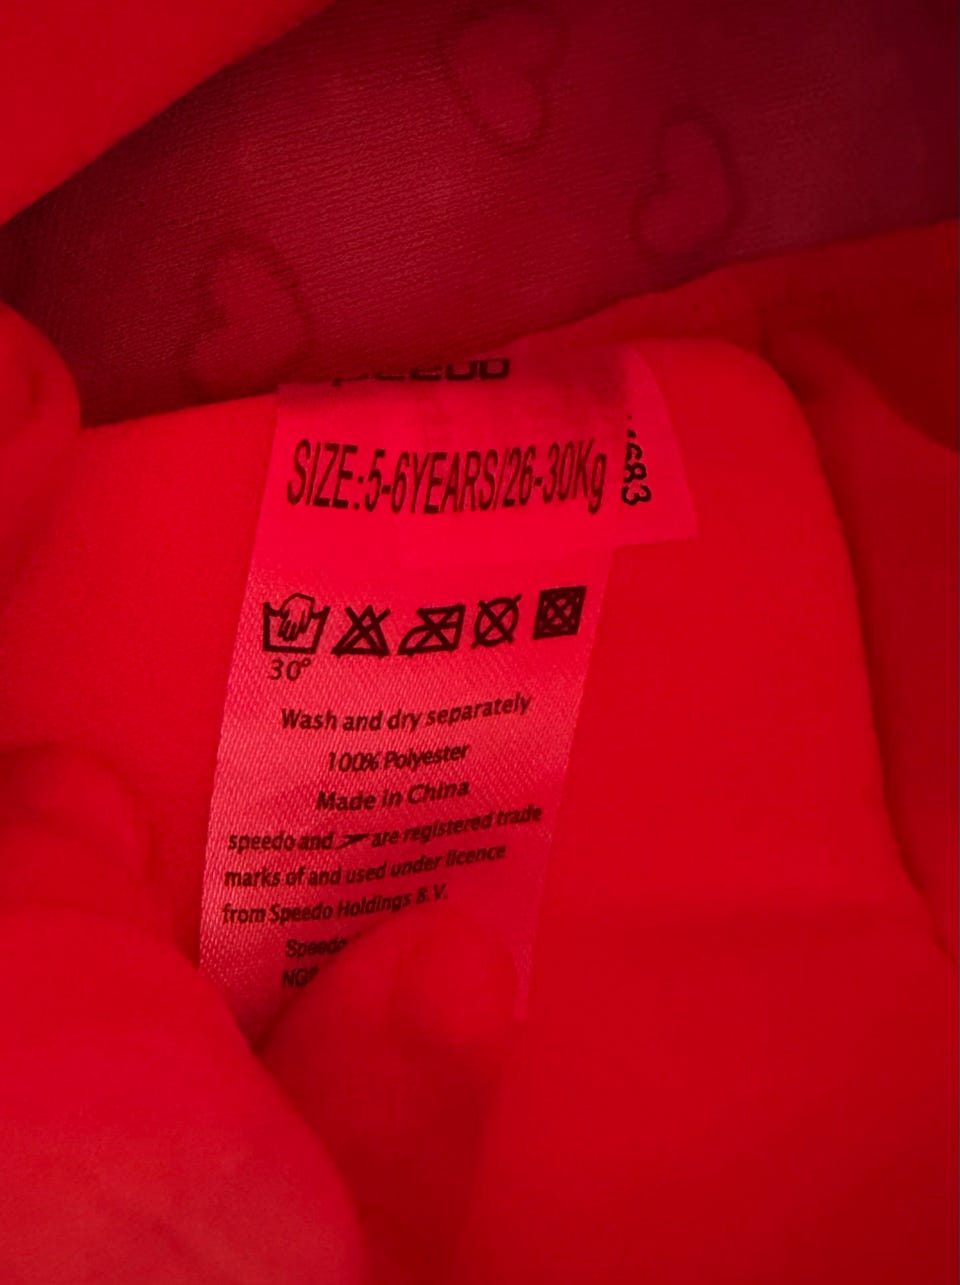 SIZE:5-6YEARS/26-30Kg
30°
Wash and dry separately
100% Polyester
Made in China
speedo and are registered trade
marks of and used under licence
from Speedo Holdings B.V.
Speedo